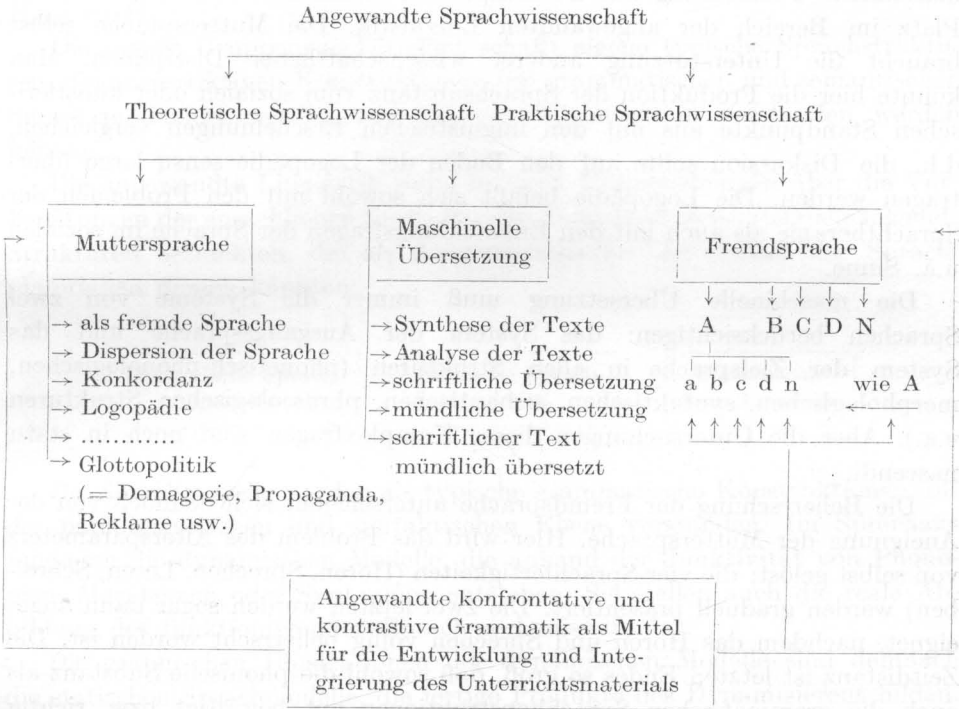 Angewandte Sprachwissenschaft
Theoretische Sprachwissenschaft Praktische Sprachwissenschaft
Muttersprache
als fremde Sprache
Dispersion der Sprache
Konkordanz
Logopädie
..............
Glottopolitik
(= Demagogie, Propaganda,
Reklame usw.)
Maschinelle
Übersetzung
Synthese der Texte
Analyse der Texte
schriftliche Übersetzung
mündliche Übersetzung
schriftlicher Text
mündlich übersetzt
Fremdsprache
A B C D N
a b c d n wie A
Angewandte konfrontative und
kontrastive Grammatik als Mittel
für die Entwicklung und Inte-
grierung des Unterrichtsmaterials